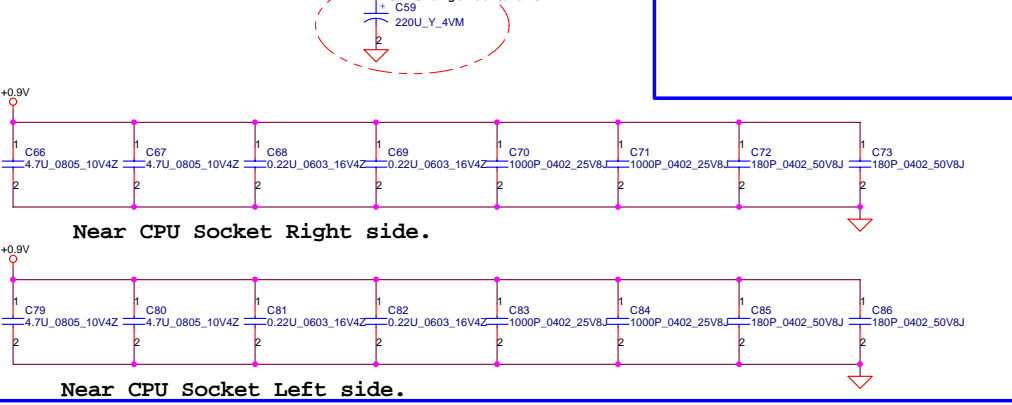 C59
220U_Y_4VM
2
+0.9V
1 1 1 1 1 1 1 1
C66 C67 C68 C69 C70 C71 C72 C73
4.7U_0805_10V4Z 4.7U_0805_10V4Z 0.22U_0603_16V4Z 0.22U_0603_16V4Z 1000P_0402_25V8J 1000P_0402_25V8J 180P_0402_50V8J 180P_0402_50V8J
2 2 2 2 2 2 2 2
Near CPU Socket Right side.
+0.9V
1 1 1 1 1 1 1 1
C79 C80 C81 C82 C83 C84 C85 C86
4.7U_0805_10V4Z 4.7U_0805_10V4Z 0.22U_0603_16V4Z 0.22U_0603_16V4Z 1000P_0402_25V8J 1000P_0402_25V8J 180P_0402_50V8J 180P_0402_50V8J
2 2 2 2 2 2 2 2
Near CPU Socket Left side.